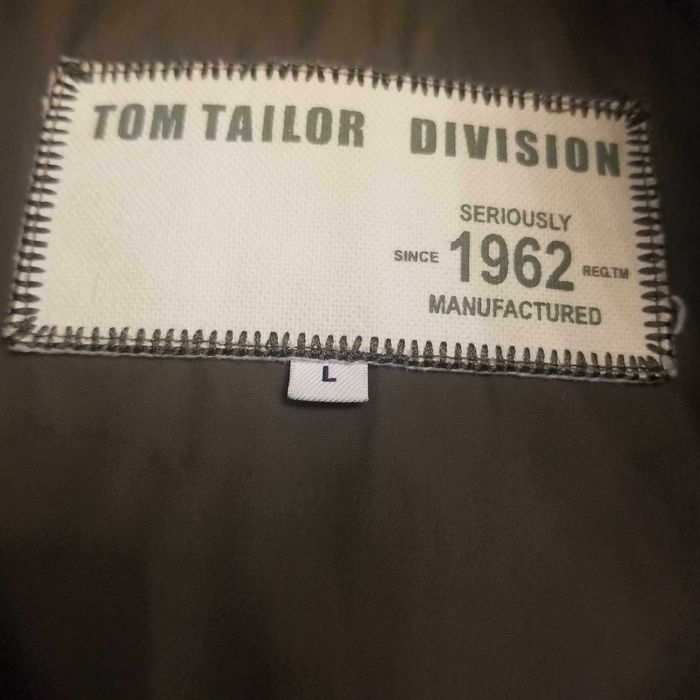 TOM TAILOR DIVISION
SERIOUSLY
SINCE 1962 REG.TM
MANUFACTURED
L